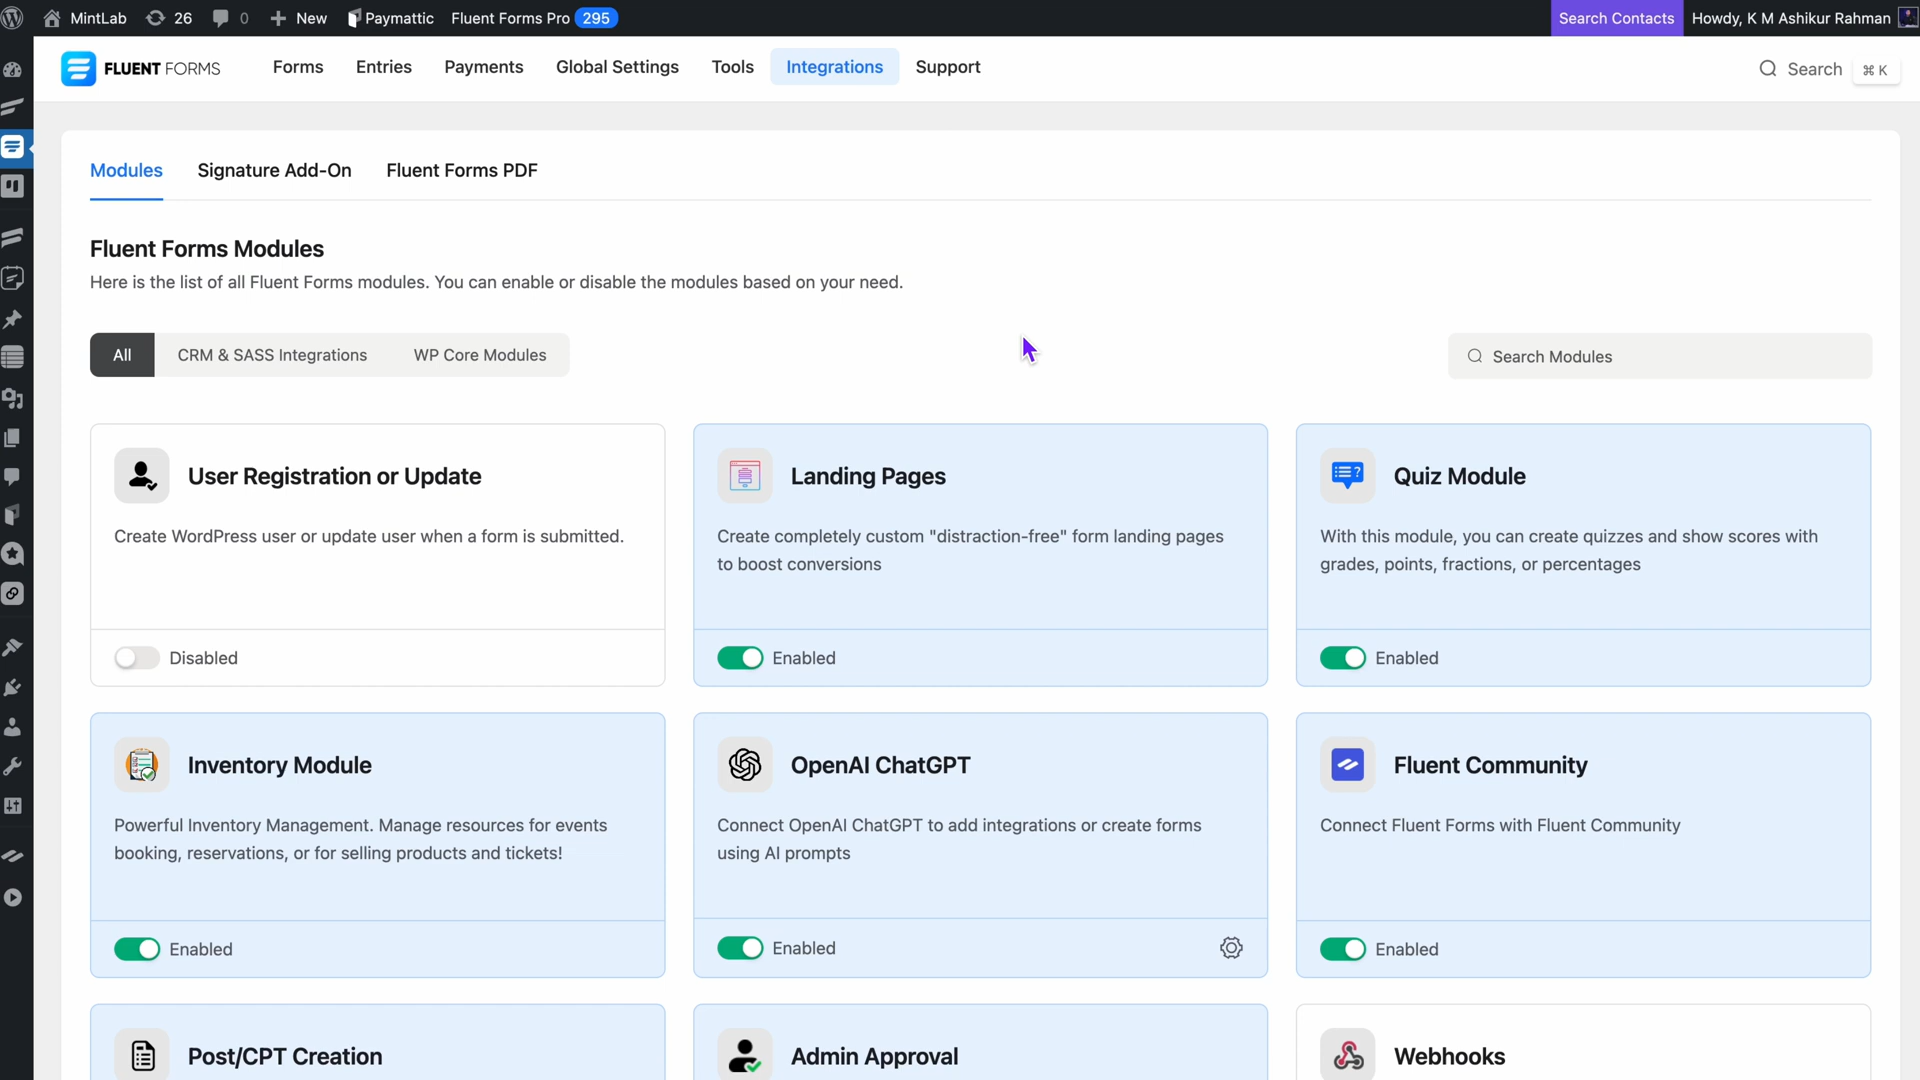 MintLab 26 0 New Paymattic Fluent Forms Pro 295 Search Contacts Howdy, K M Ashikur Rahman
FLUENT FORMS Forms Entries Payments Global Settings Tools Integrations Support Search ⌘ K
Modules Signature Add-On Fluent Forms PDF
Fluent Forms Modules
Here is the list of all Fluent Forms modules. You can enable or disable the modules based on your need.
All CRM & SASS Integrations WP Core Modules Search Modules
User Registration or Update
Create WordPress user or update user when a form is submitted.
Disabled
Landing Pages
Create completely custom "distraction-free" form landing pages
to boost conversions
Enabled
Quiz Module
With this module, you can create quizzes and show scores with
grades, points, fractions, or percentages
Enabled
Inventory Module
Powerful Inventory Management. Manage resources for events
booking, reservations, or for selling products and tickets!
Enabled
OpenAI ChatGPT
Connect OpenAI ChatGPT to add integrations or create forms
using AI prompts
Enabled
Fluent Community
Connect Fluent Forms with Fluent Community
Enabled
Post/CPT Creation
Admin Approval
Webhooks